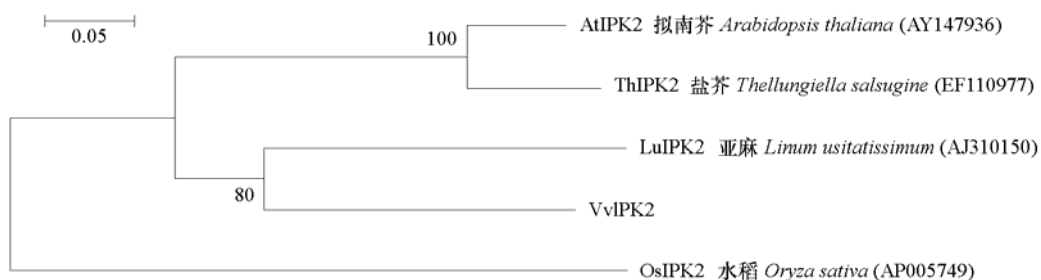 0.05
100
AtIPK2 拟南芥 Arabidopsis thaliana (AY147936)
ThIPK2 盐芥 Thellungiella salsugine (EF110977)
LuIPK2 亚麻 Linum usitatissimum (AJ310150)
80
VvIPK2
OsIPK2 水稻 Oryza sativa (AP005749)